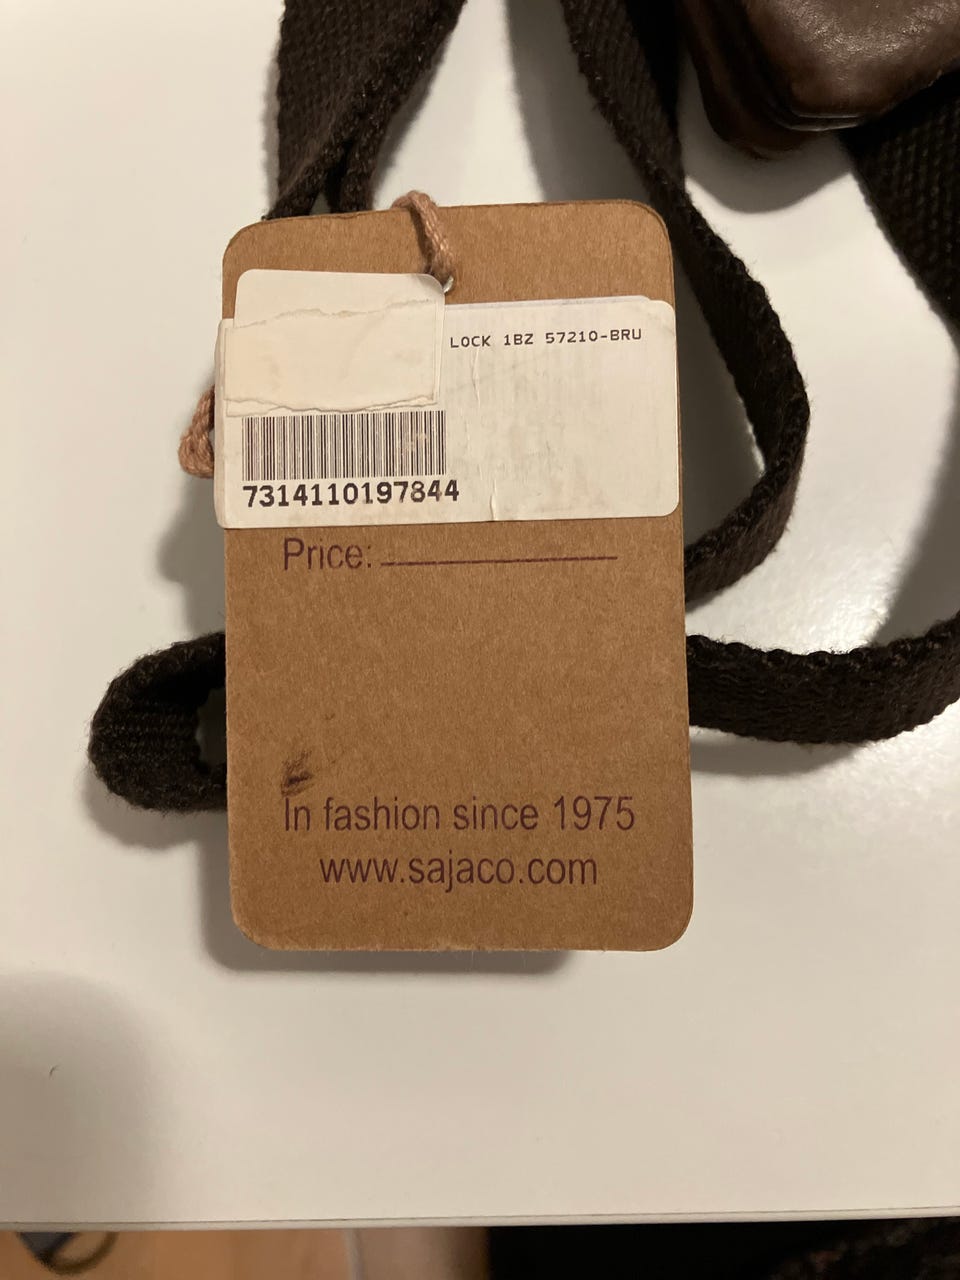 LOCK 1BZ 57210-BRU
7314110197844
Price:
In fashion since 1975
www.sajaco.com